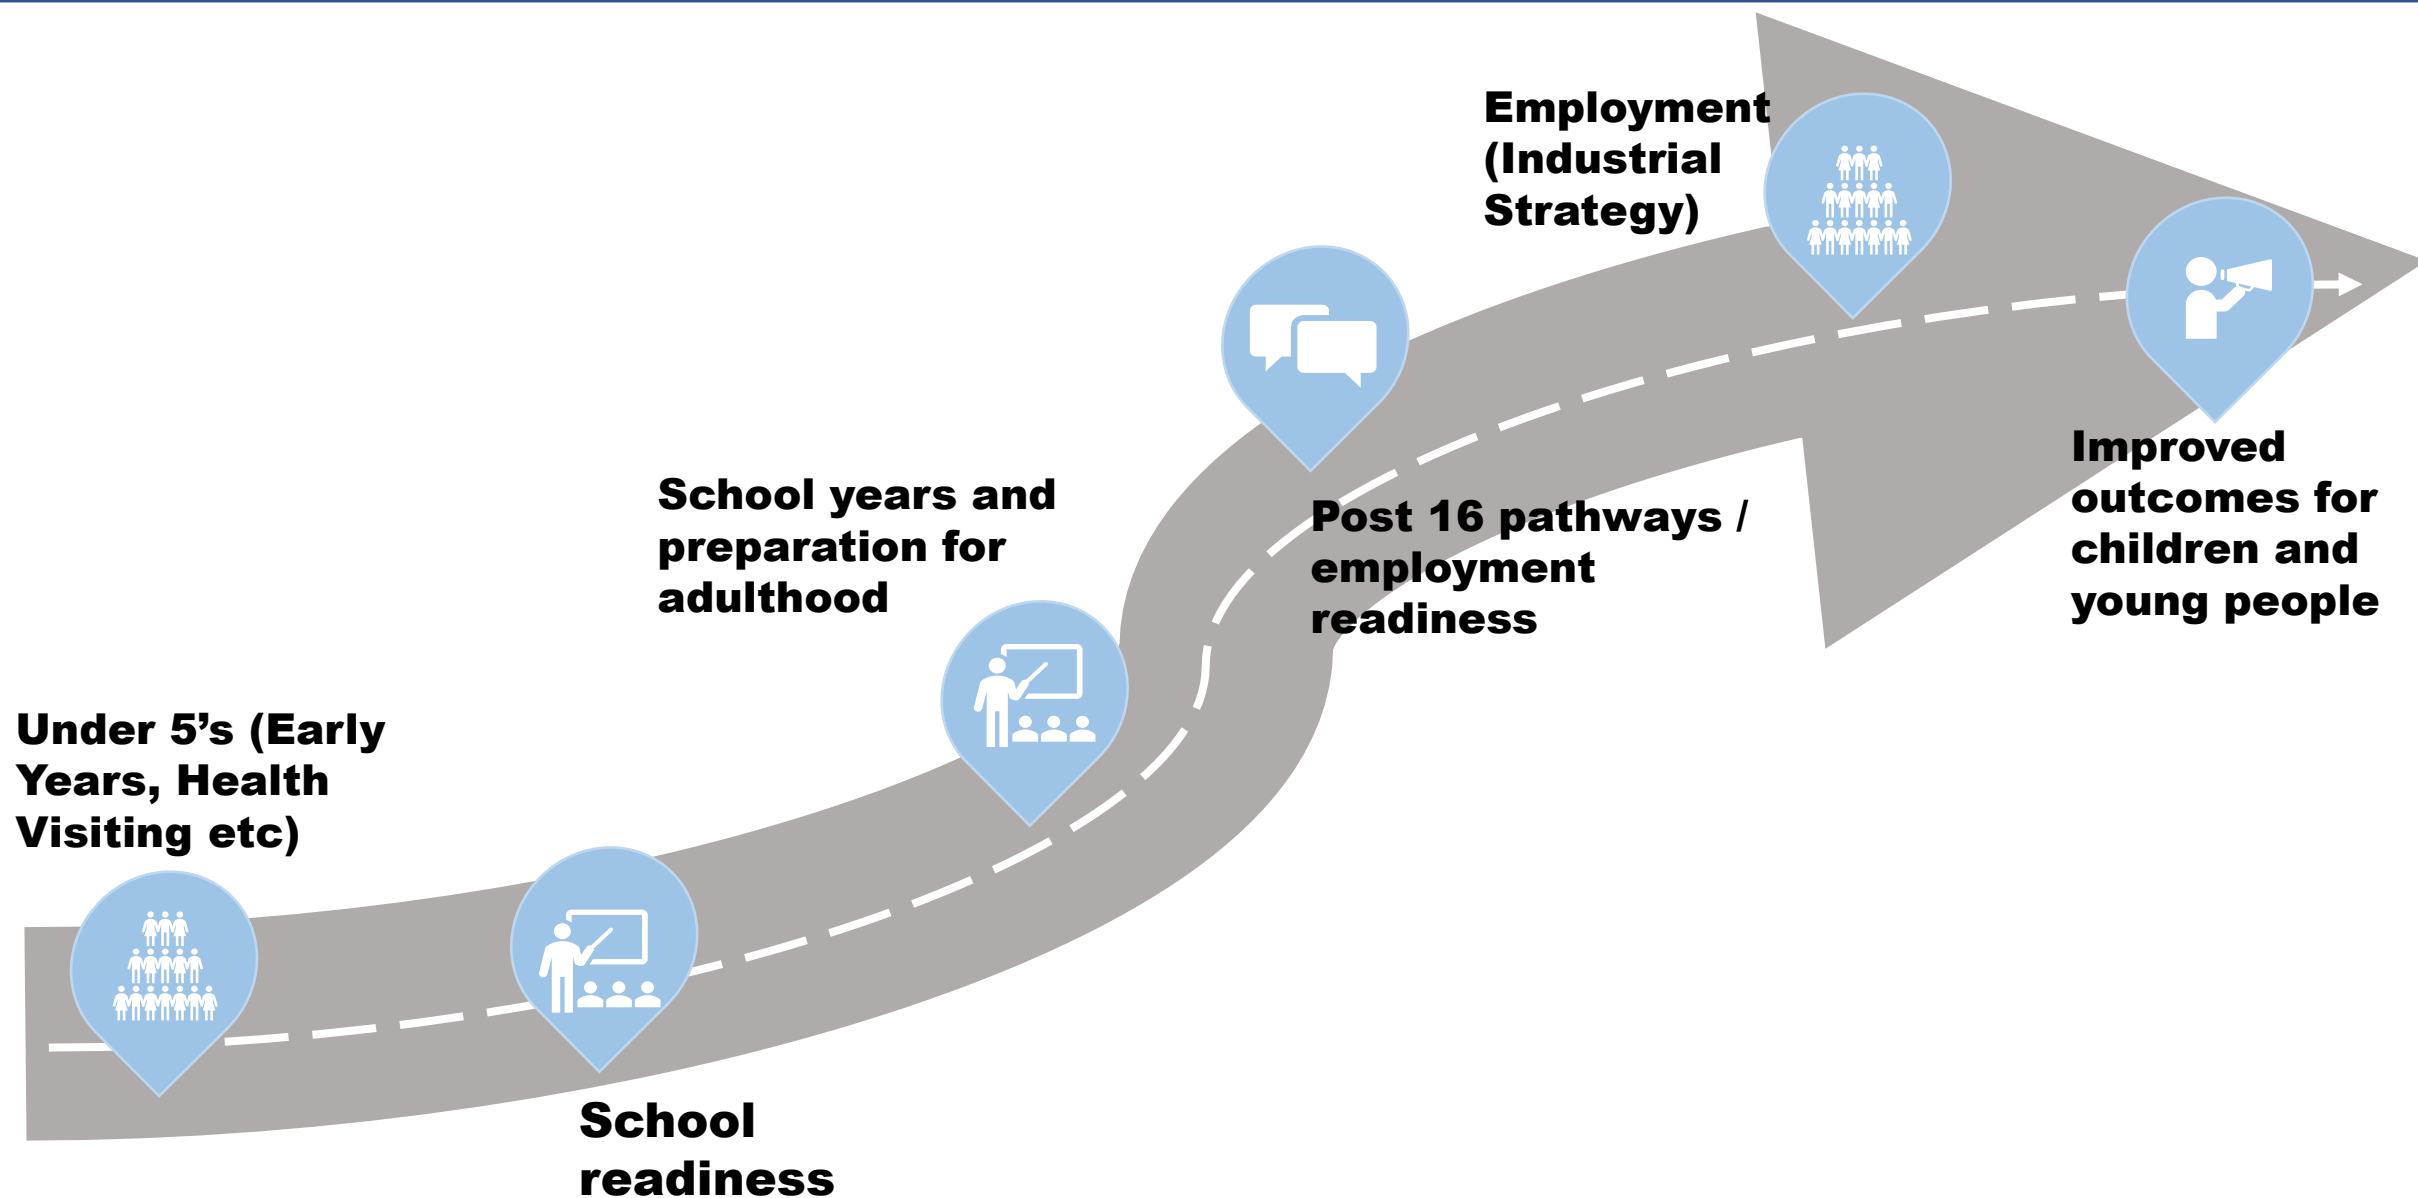 Under 5’s (Early
Years, Health
Visiting etc)
School
readiness
School years and
preparation for
adulthood
Post 16 pathways /
employment
readiness
Employment
(Industrial
Strategy)
Improved
outcomes for
children and
young people